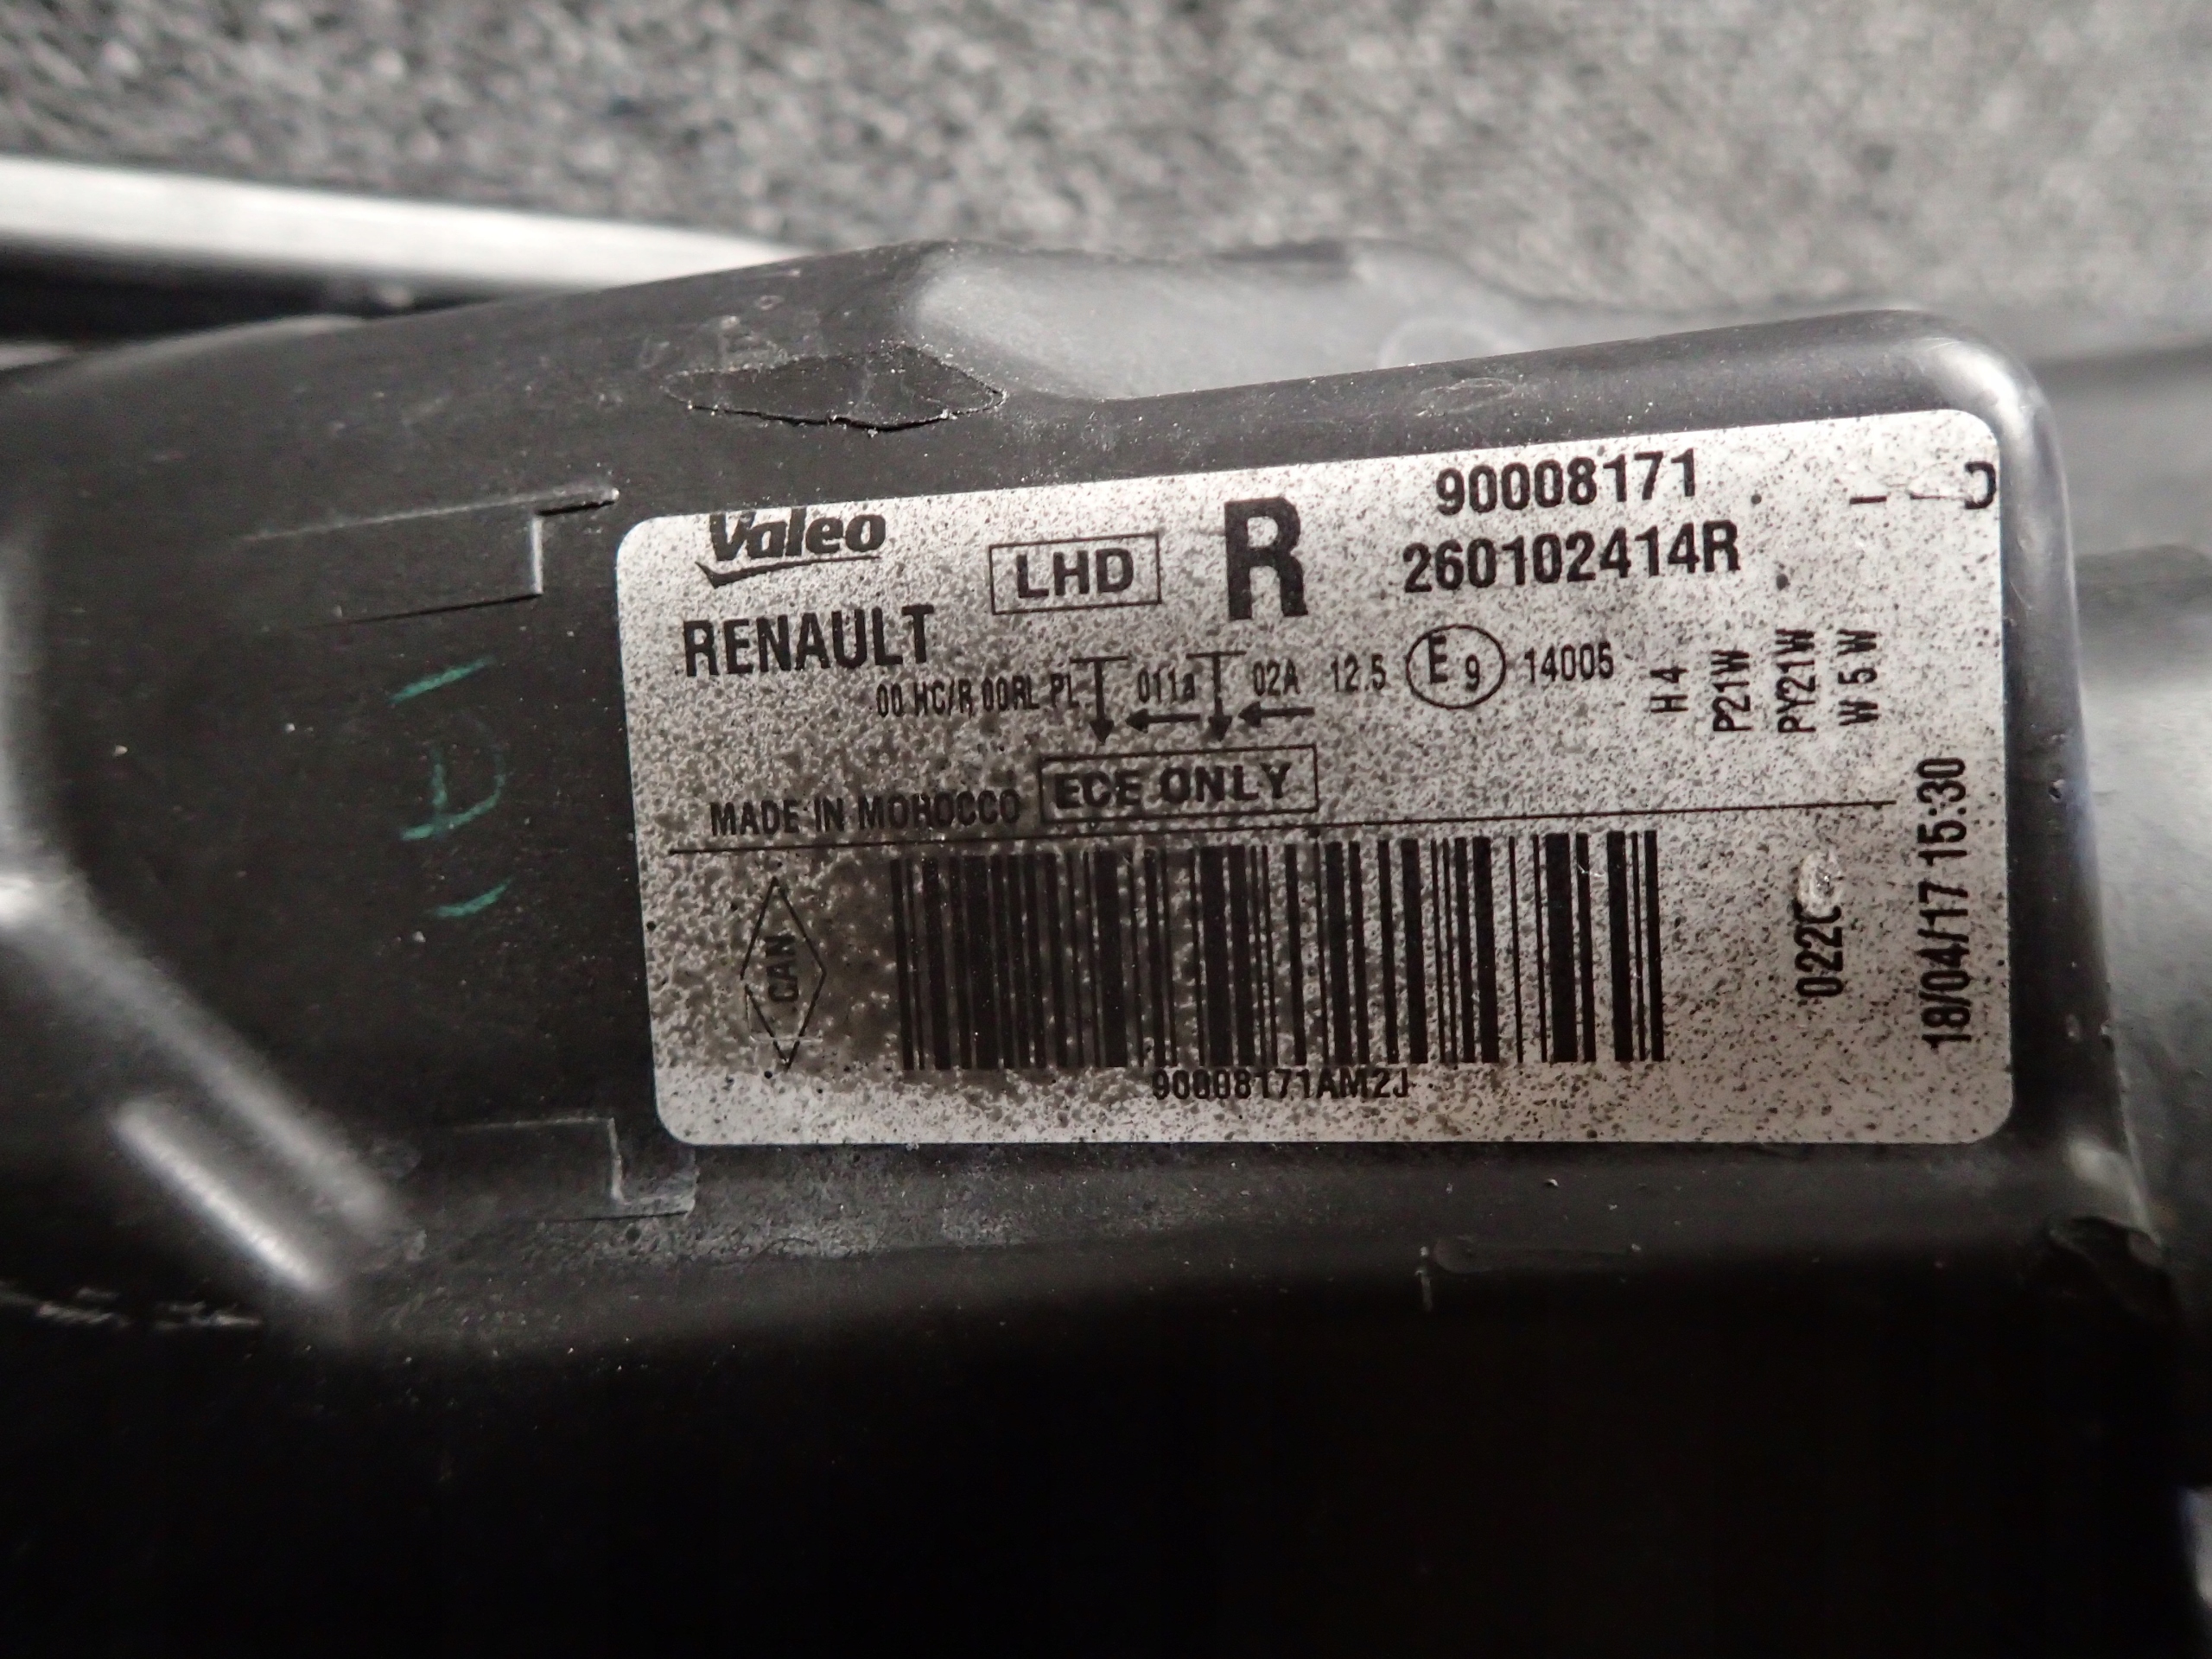 Valeo
LHD
R
90008171
260102414R
RENAULT
00 HC/R 00RL PL 011a 02A 12.5 E9 14005
H4
P21W
PY21W
W5W
MADE IN MOROCCO
ECE ONLY
CAN
90008171AM2J
022C
18/04/17 15:30